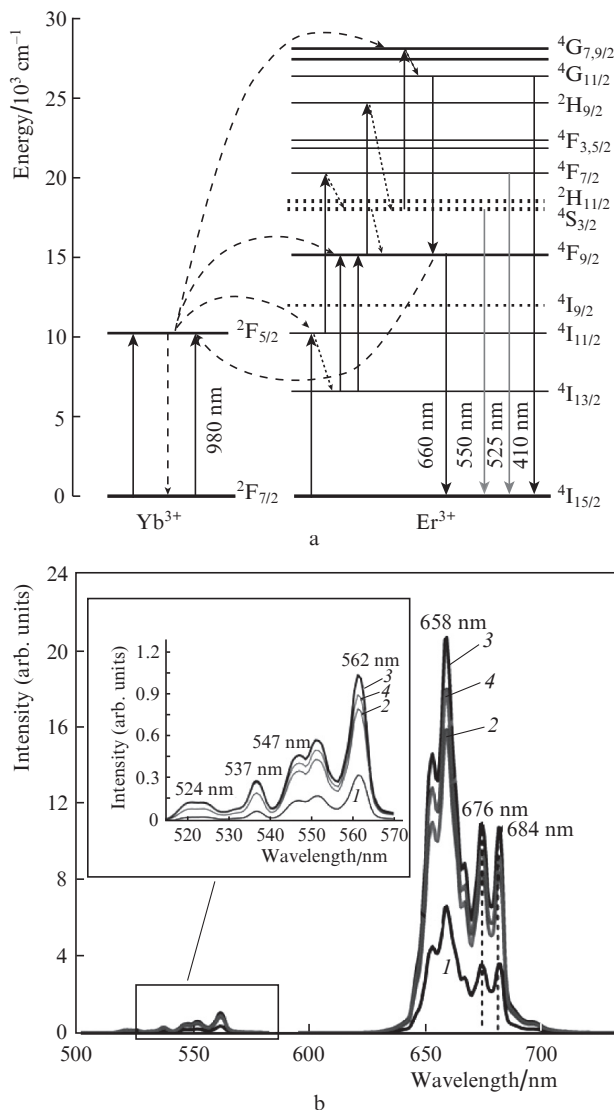 Energy/10³ cm⁻¹
30
25
20
15
10
5
0
⁴G₇,₉/₂
⁴G₁₁/₂
²H₉/₂
⁴F₃,₅/₂
⁴F₇/₂
²H₁₁/₂
⁴S₃/₂
⁴F₉/₂
⁴I₉/₂
⁴I₁₁/₂
⁴I₁₃/₂
⁴I₁₅/₂
²F₅/₂
²F₇/₂
980 nm
660 nm
550 nm
525 nm
410 nm
Yb³⁺
Er³⁺
a
Intensity (arb. units)
24
20
16
12
8
4
0
Intensity (arb. units)
1.2
0.9
0.6
0.3
0
562 nm
3
4
2
547 nm
537 nm
524 nm
1
510 520 530 540 550 560 570
Wavelength/nm
658 nm
3
4
2
676 nm
684 nm
1
500 550 600 650 700
Wavelength/nm
b